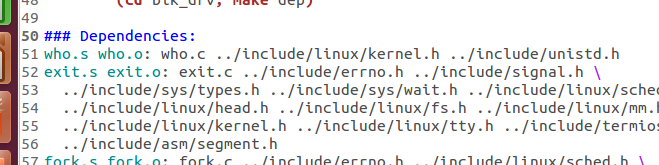 48 (cd blk_drv; make dep)
49
50 ### Dependencies:
51 who.s who.o: who.c ../include/linux/kernel.h ../include/unistd.h
52 exit.s exit.o: exit.c ../include/errno.h ../include/signal.h \
53 ../include/sys/types.h ../include/sys/wait.h ../include/linux/sched
54 ../include/linux/head.h ../include/linux/fs.h ../include/linux/mm.h
55 ../include/linux/kernel.h ../include/linux/tty.h ../include/termios
56 ../include/asm/segment.h
57 fork.s fork.o: fork.c ../include/errno.h ../include/linux/sched.h \